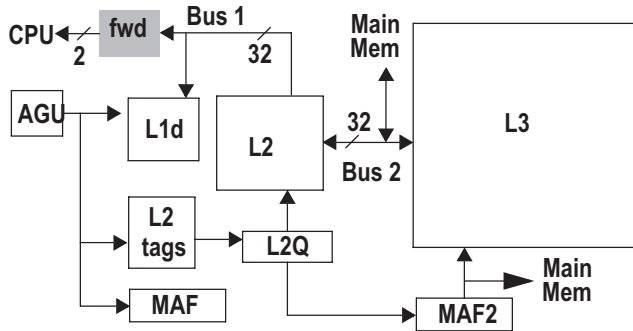 Bus 1
CPU
fwd
2
32
Main
Mem
AGU
L1d
L2
32
Bus 2
L3
L2
tags
L2Q
MAF
MAF2
Main
Mem